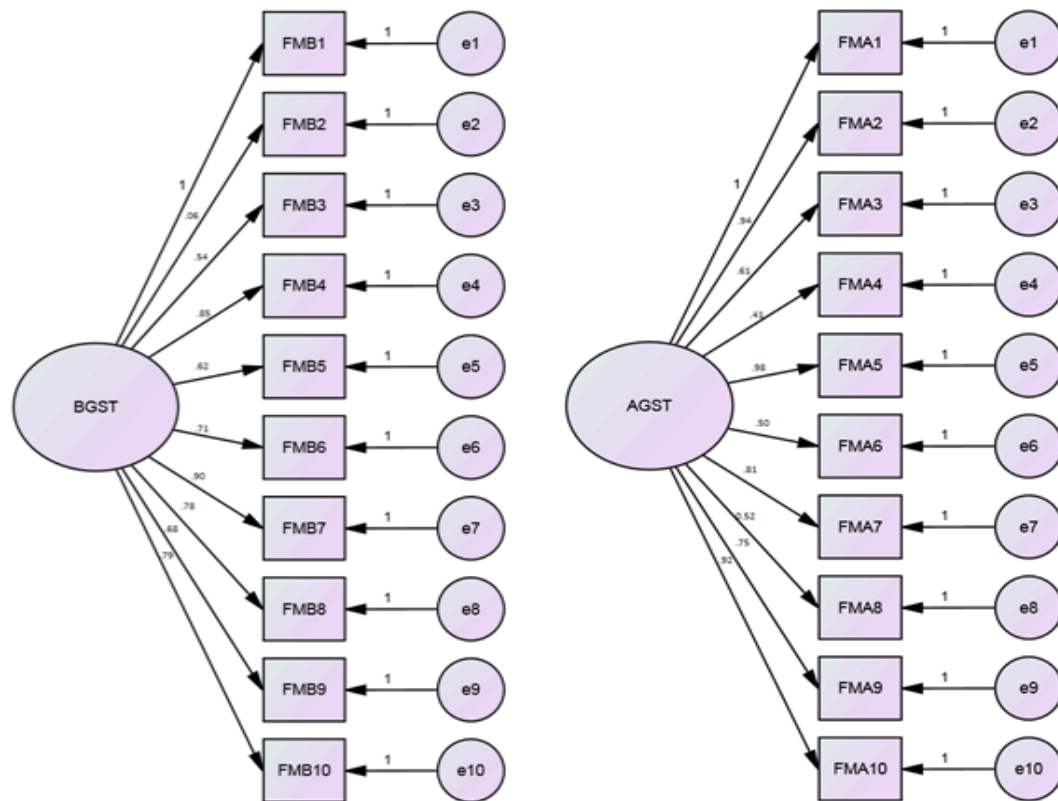 FMB1
1
e1
FMB2
1
e2
FMB3
1
e3
FMB4
1
e4
FMB5
1
e5
FMB6
1
e6
FMB7
1
e7
FMB8
1
e8
FMB9
1
e9
FMB10
1
e10
BGST
1
.06
.54
.85
.62
.71
.90
.78
.68
.79
FMA1
1
e1
FMA2
1
e2
FMA3
1
e3
FMA4
1
e4
FMA5
1
e5
FMA6
1
e6
FMA7
1
e7
FMA8
1
e8
FMA9
1
e9
FMA10
1
e10
AGST
1
.94
.61
.41
.98
.50
.81
0.52
.75
.92